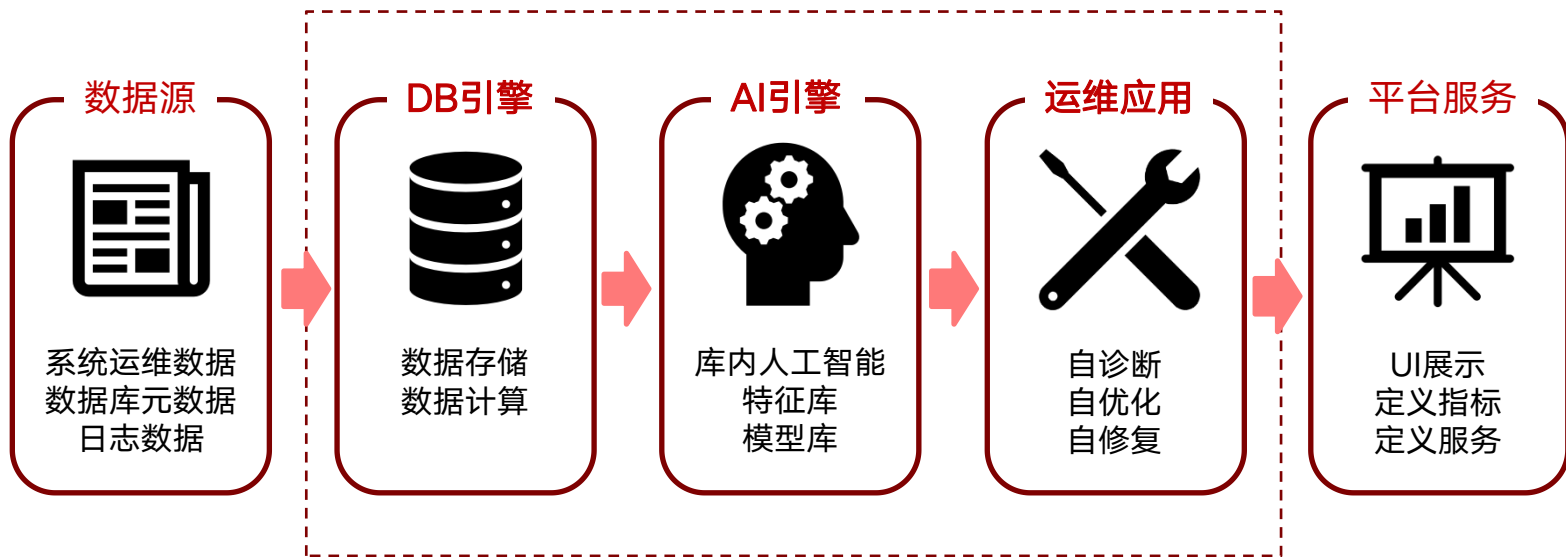 数据源
系统运维数据
数据库元数据
日志数据
DB引擎
数据存储
数据计算
AI引擎
库内人工智能
特征库
模型库
运维应用
自诊断
自优化
自修复
平台服务
UI展示
定义指标
定义服务